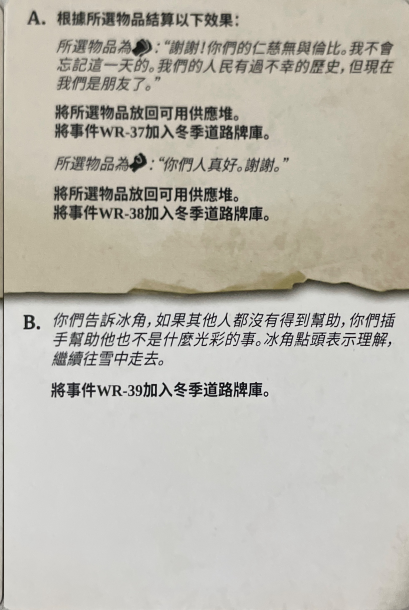 A. 根據所選物品結算以下效果：
所選物品為：“謝謝！你們的仁慈無與倫比。我不會
忘記這一天的。我們的人民有過不幸的歷史，但現在
我們是朋友了。”
將所選物品放回可用供應堆。
將事件WR-37加入冬季道路牌庫。
所選物品為：“你們人真好。謝謝。”
將所選物品放回可用供應堆。
將事件WR-38加入冬季道路牌庫。
B. 你們告訴冰角，如果其他人都沒有得到幫助，你們插
手幫助他也不是什麼光彩的事。冰角點頭表示理解，
繼續往雪中走去。
將事件WR-39加入冬季道路牌庫。